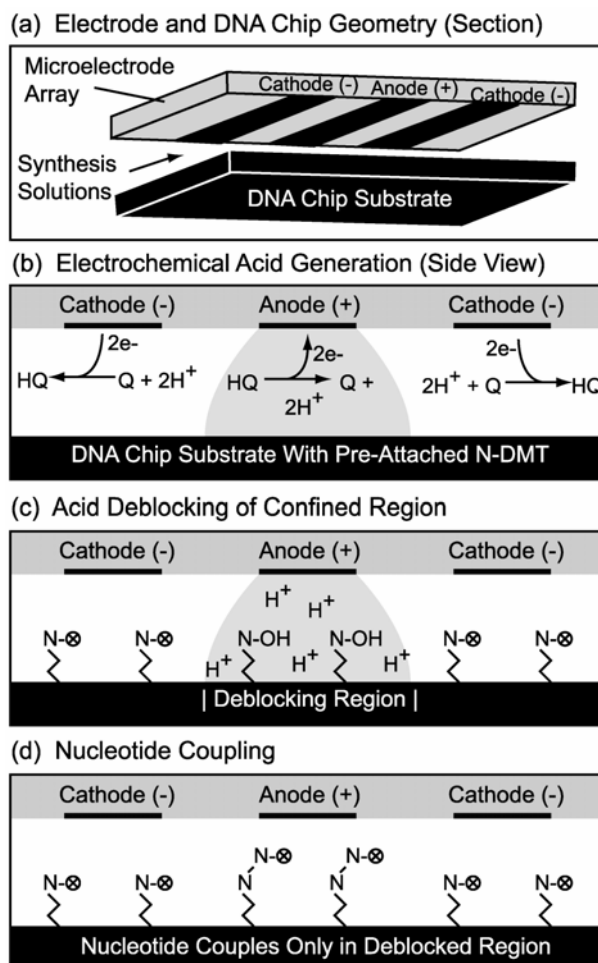 (a) Electrode and DNA Chip Geometry (Section)
Microelectrode
Array
Cathode (-) Anode (+) Cathode (-)
Synthesis
Solutions
DNA Chip Substrate
(b) Electrochemical Acid Generation (Side View)
Cathode (-) Anode (+) Cathode (-)
2e- 2e- 2e-
HQ Q + 2H⁺ HQ Q + 2H⁺ + Q HQ
2H⁺
DNA Chip Substrate With Pre-Attached N-DMT
(c) Acid Deblocking of Confined Region
Cathode (-) Anode (+) Cathode (-)
H⁺ H⁺
N-⊗ N-⊗ N-OH N-OH N-⊗ N-⊗
H⁺ H⁺ H⁺
| Deblocking Region |
(d) Nucleotide Coupling
Cathode (-) Anode (+) Cathode (-)
N-⊗ N-⊗
N-⊗ N-⊗ N N N-⊗ N-⊗
Nucleotide Couples Only in Deblocked Region